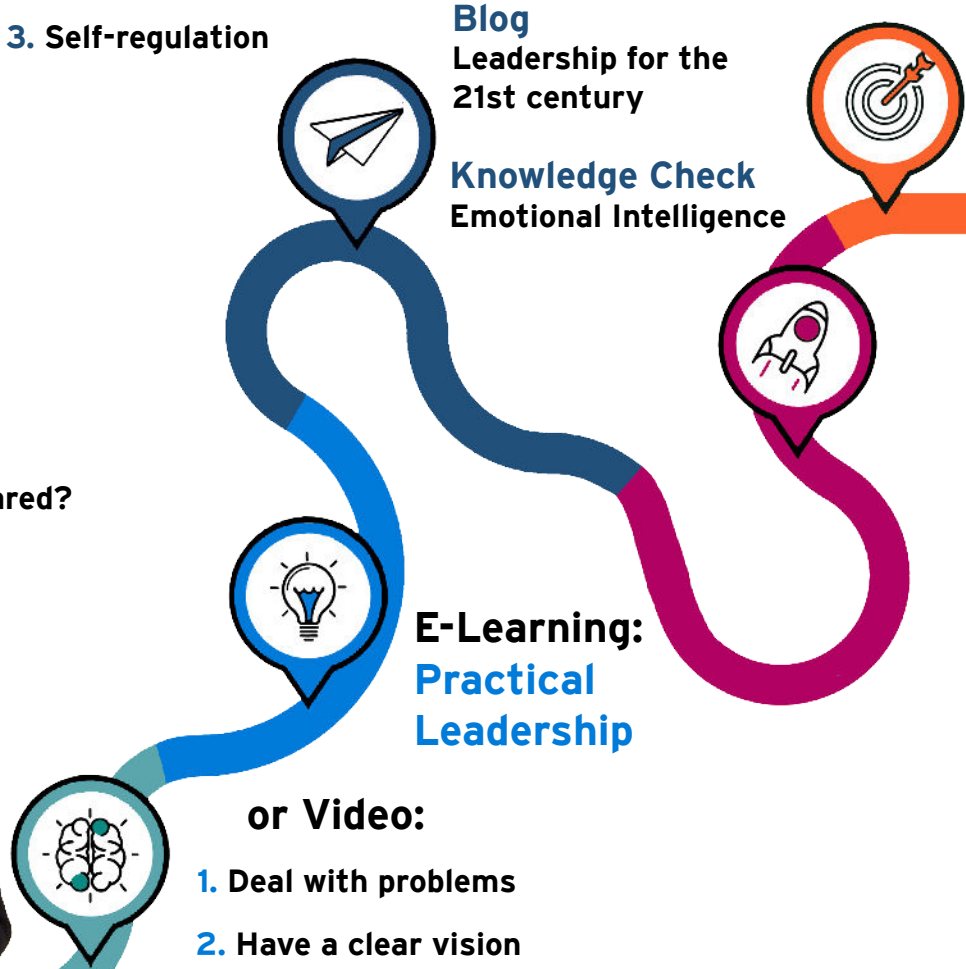 3. Self-regulation
Blog
Leadership for the
21st century
Knowledge Check
Emotional Intelligence
E-Learning:
Practical
Leadership
or Video:
1. Deal with problems
2. Have a clear vision